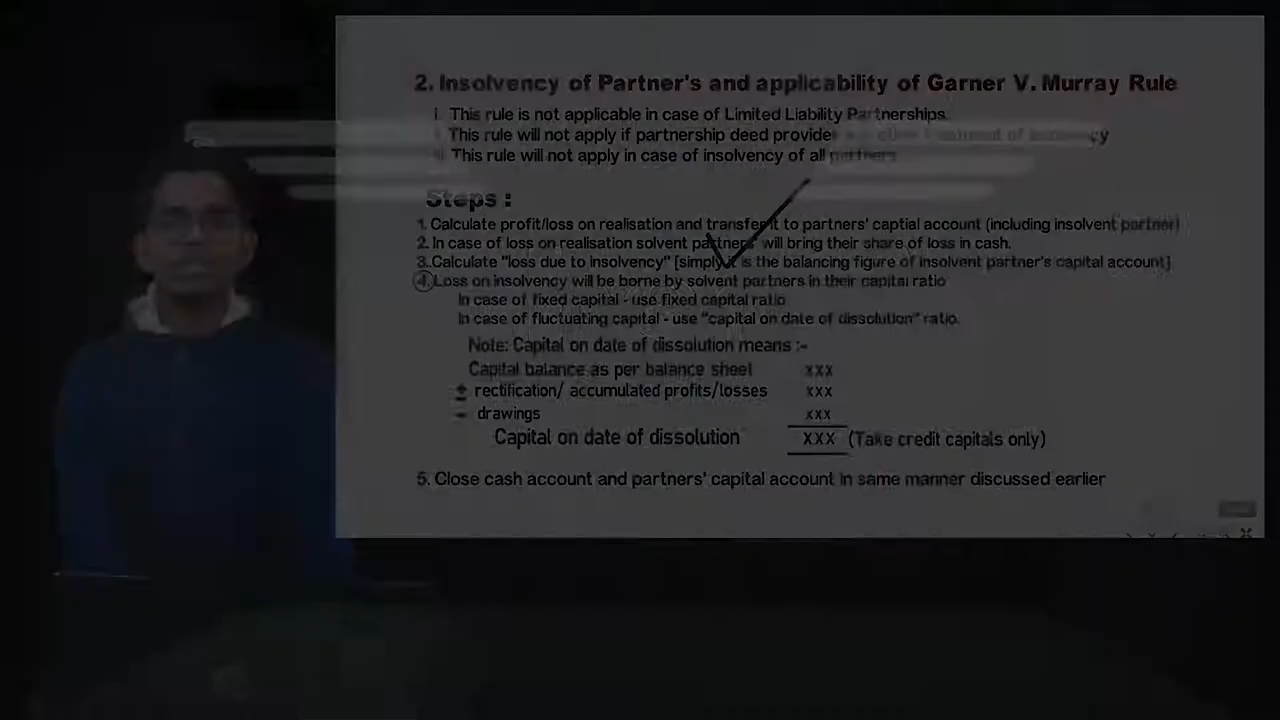 2. Insolvency of Partner's and applicability of Garner V. Murray Rule
i. This rule is not applicable in case of Limited Liability Partnerships.
This rule will not apply if partnership deed provides
This rule will not apply in case of insolvency of all partners
Steps :
1. Calculate profit/loss on realisation and transfer it to partners' captial account (including insolvent partner)
2. In case of loss on realisation solvent partners' will bring their share of loss in cash.
3. Calculate "loss due to insolvency" [simply it is the balancing figure of insolvent partner's capital account]
4. Loss on insolvency will be borne by solvent partners in their capital ratio
In case of fixed capital - use fixed capital ratio
In case of fluctuating capital - use "capital on date of dissolution" ratio.
Note: Capital on date of dissolution means :-
Capital balance as per balance sheet xxx
± rectification/ accumulated profits/losses xxx
- drawings xxx
Capital on date of dissolution xxx (Take credit capitals only)
5. Close cash account and partners' capital account in same manner discussed earlier